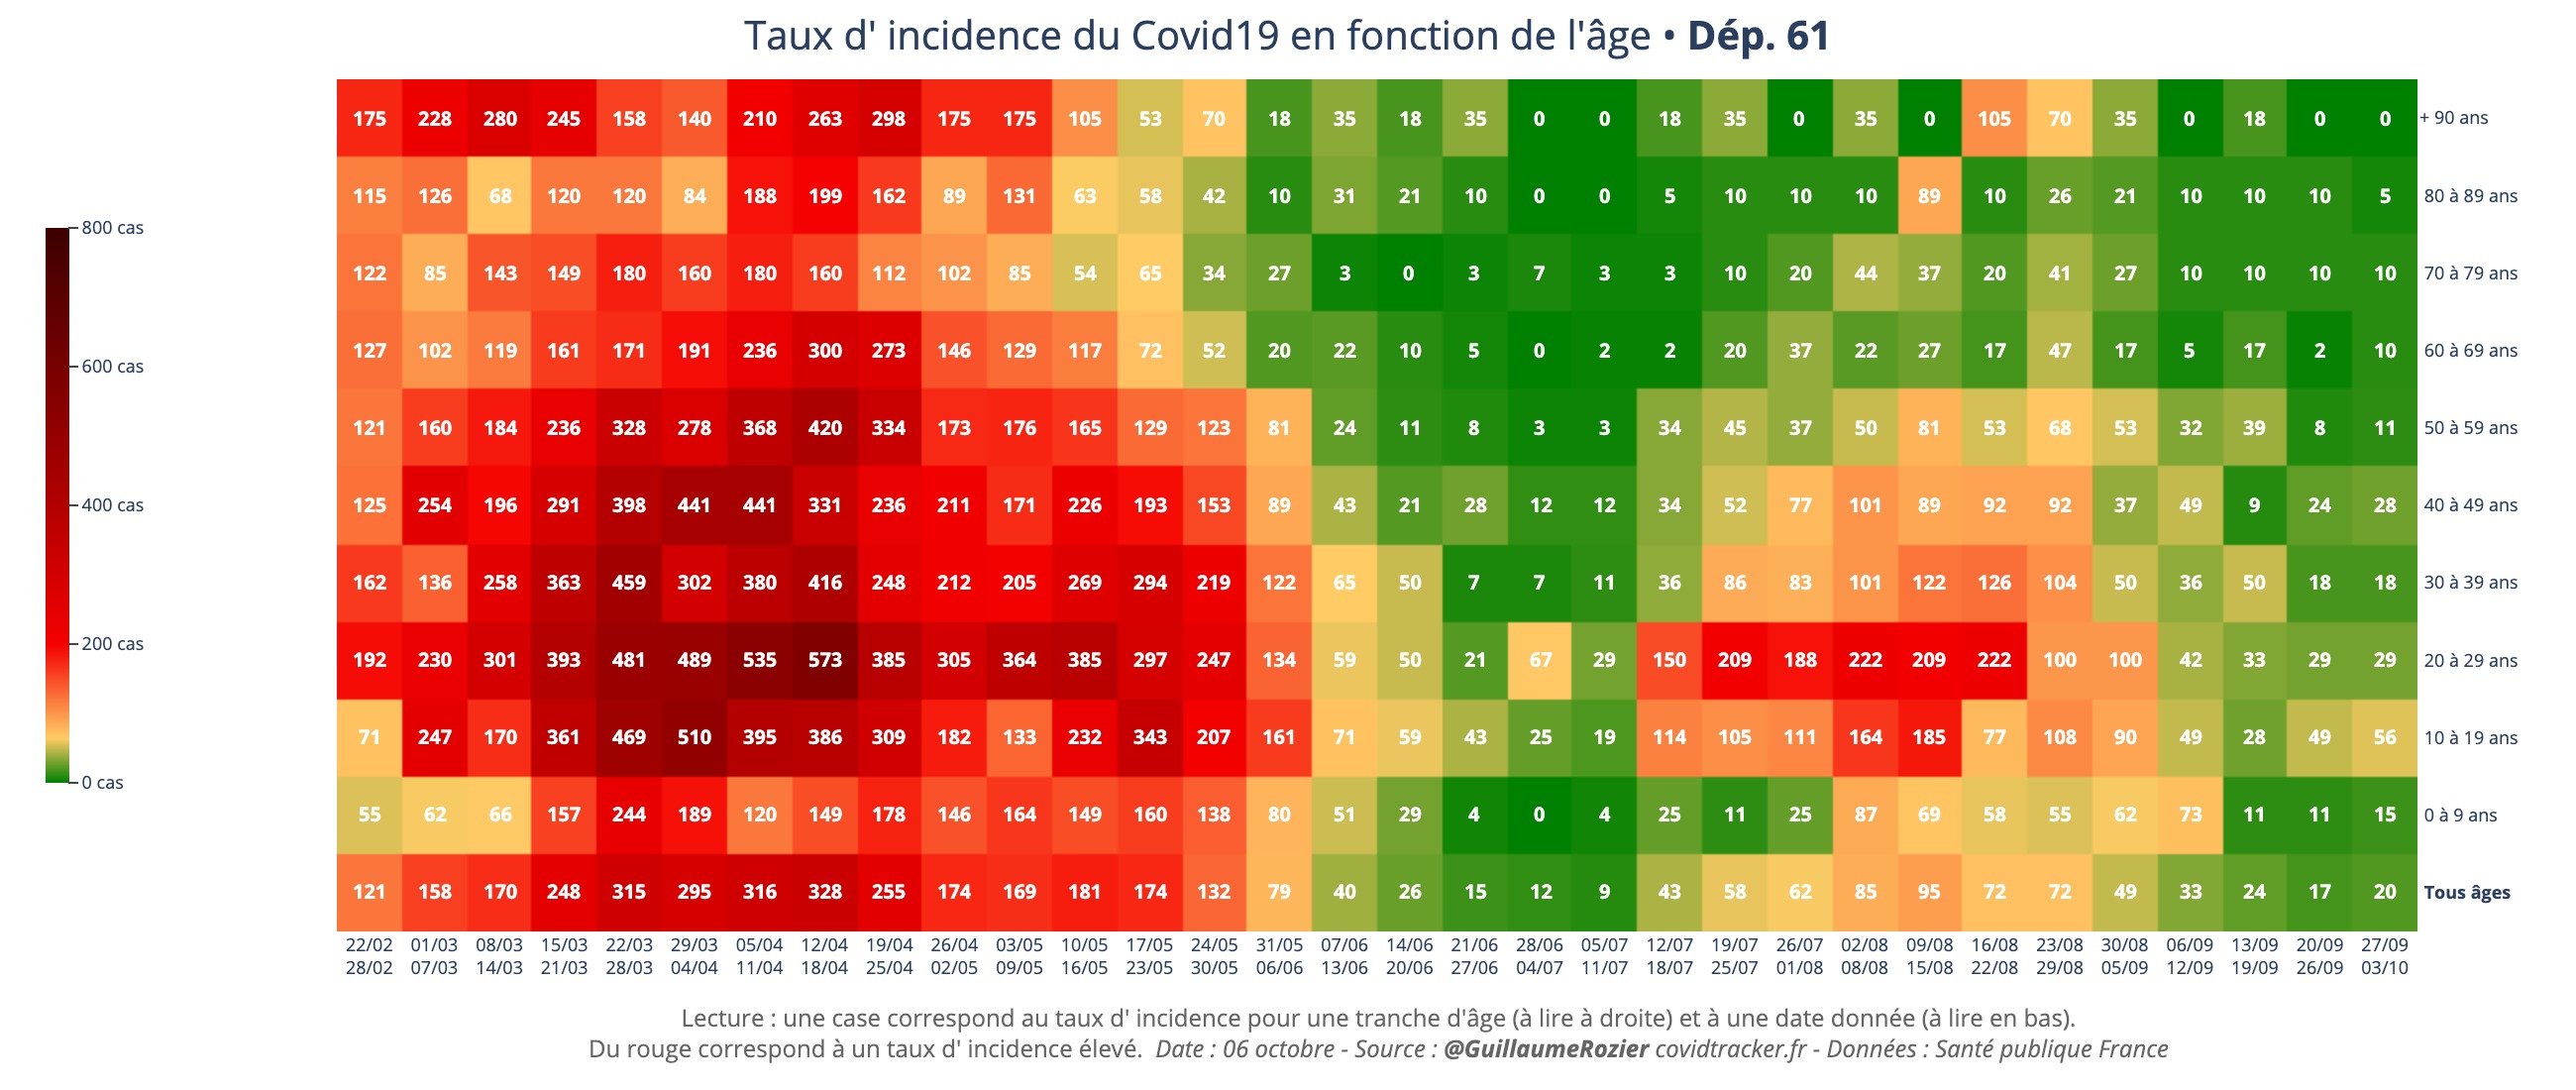 Taux d' incidence du Covid19 en fonction de l'âge • Dép. 61
800 cas
600 cas
400 cas
200 cas
0 cas
175 228 280 245 158 140 210 263 298 175 175 105 53 70 18 35 18 35 0 0 18 35 0 35 0 105 70 35 0 18 0 0 + 90 ans
115 126 68 120 120 84 188 199 162 89 131 63 58 42 10 31 21 10 0 0 5 10 10 10 89 10 26 21 10 10 10 5 80 à 89 ans
122 85 143 149 180 160 180 160 112 102 85 54 65 34 27 3 0 3 7 3 3 10 20 44 37 20 41 27 10 10 10 10 70 à 79 ans
127 102 119 161 171 191 236 300 273 146 129 117 72 52 20 22 10 5 0 2 2 20 37 22 27 17 47 17 5 17 2 10 60 à 69 ans
121 160 184 236 328 278 368 420 334 173 176 165 129 123 81 24 11 8 3 3 34 45 37 50 81 53 68 53 32 39 8 11 50 à 59 ans
125 254 196 291 398 441 441 331 236 211 171 226 193 153 89 43 21 28 12 12 34 52 77 101 89 92 92 37 49 9 24 28 40 à 49 ans
162 136 258 363 459 302 380 416 248 212 205 269 294 219 122 65 50 7 7 11 36 86 83 101 122 126 104 50 36 50 18 18 30 à 39 ans
192 230 301 393 481 489 535 573 385 305 364 385 297 247 134 59 50 21 67 29 150 209 188 222 209 222 100 100 42 33 29 29 20 à 29 ans
71 247 170 361 469 510 395 386 309 182 133 232 343 207 161 71 59 43 25 19 114 105 111 164 185 77 108 90 49 28 49 56 10 à 19 ans
55 62 66 157 244 189 120 149 178 146 164 149 160 138 80 51 29 4 0 4 25 11 25 87 69 58 55 62 73 11 11 15 0 à 9 ans
121 158 170 248 315 295 316 328 255 174 169 181 174 132 79 40 26 15 12 9 43 58 62 85 95 72 72 49 33 24 17 20 Tous âges
22/02 01/03 08/03 15/03 22/03 29/03 05/04 12/04 19/04 26/04 03/05 10/05 17/05 24/05 31/05 07/06 14/06 21/06 28/06 05/07 12/07 19/07 26/07 02/08 09/08 16/08 23/08 30/08 06/09 13/09 20/09 27/09
28/02 07/03 14/03 21/03 28/03 04/04 11/04 18/04 25/04 02/05 09/05 16/05 23/05 30/05 06/06 13/06 20/06 27/06 04/07 11/07 18/07 25/07 01/08 08/08 15/08 22/08 29/08 05/09 12/09 19/09 26/09 03/10
Lecture : une case correspond au taux d' incidence pour une tranche d'âge (à lire à droite) et à une date donnée (à lire en bas).
Du rouge correspond à un taux d' incidence élevé. Date : 06 octobre - Source : @GuillaumeRozier covidtracker.fr - Données : Santé publique France